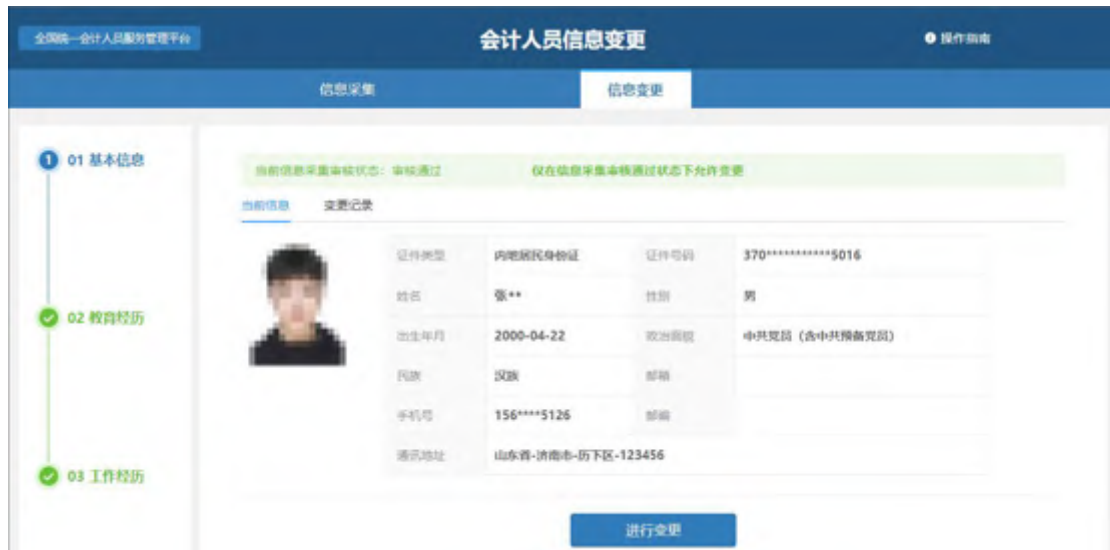 全国统一会计人员服务管理平台
会计人员信息变更
操作指南
信息采集
信息变更
1 01 基本信息
当前信息采集审核状态：审核通过 仅在信息采集审核通过状态下允许变更
当前信息 变更记录
证件类型 内地居民身份证 证件号码 370***********5016
姓名 张** 性别 男
02 教育经历
出生年月 2000-04-22 政治面貌 中共党员（含中共预备党员）
民族 汉族 邮箱
手机号 156****5126 邮编
通讯地址 山东省-济南市-历下区-123456
03 工作经历
进行变更